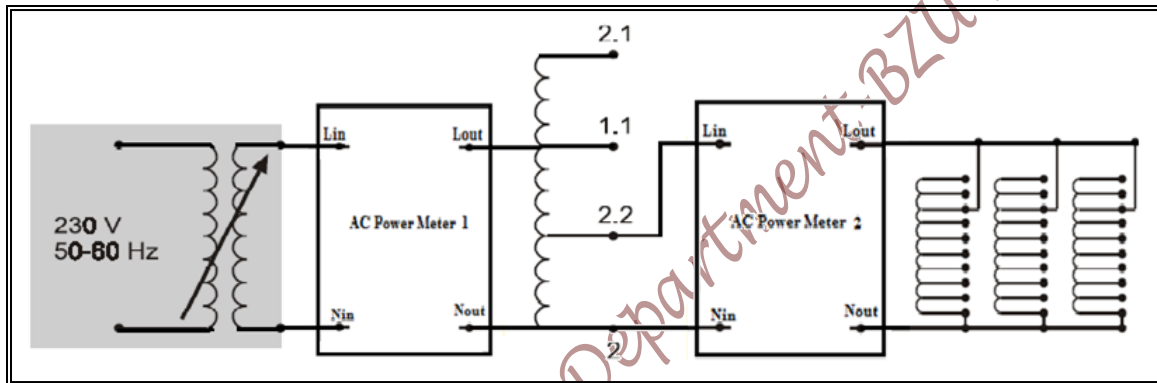 2.1
Lin
Lout
1.1
Lin
Lout
230 V
50-60 Hz
AC Power Meter 1
2.2
AC Power Meter 2
Nin
Nout
2
Nin
Nout
Department-BZU